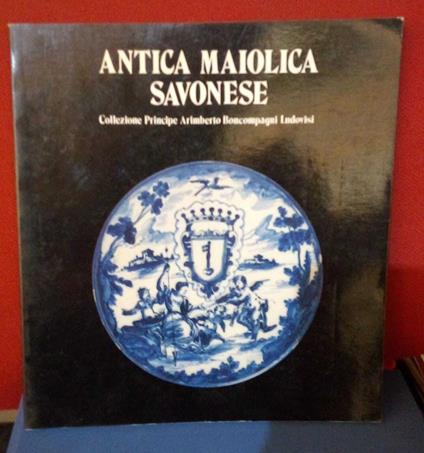 ANTICA MAIOLICA
SAVONESE
Collezione Principe Arimberto Boncompagni Ludovisi